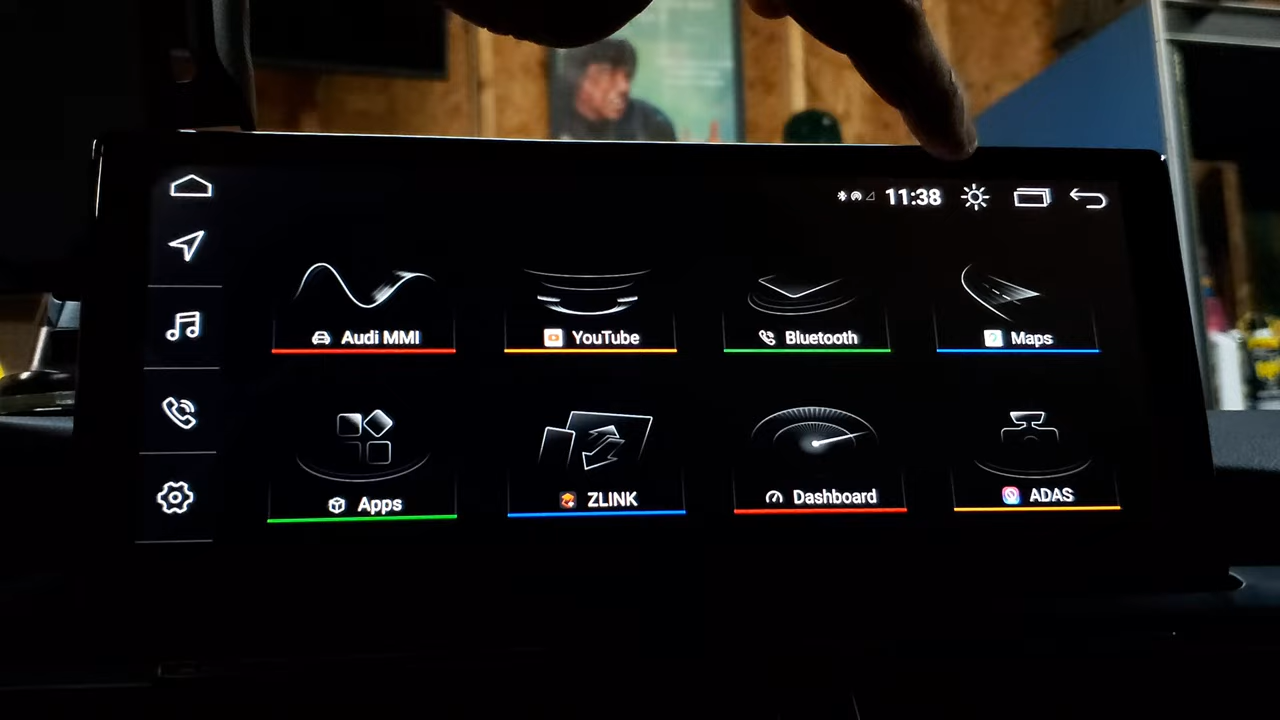 11:38
Audi MMI
YouTube
Bluetooth
Maps
Apps
ZLINK
Dashboard
ADAS